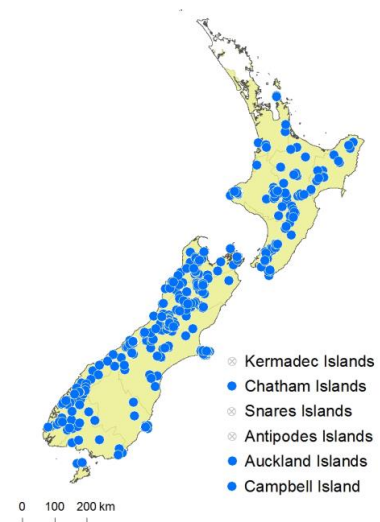 Kermadec Islands
Chatham Islands
Snares Islands
Antipodes Islands
Auckland Islands
Campbell Island
0 100 200 km